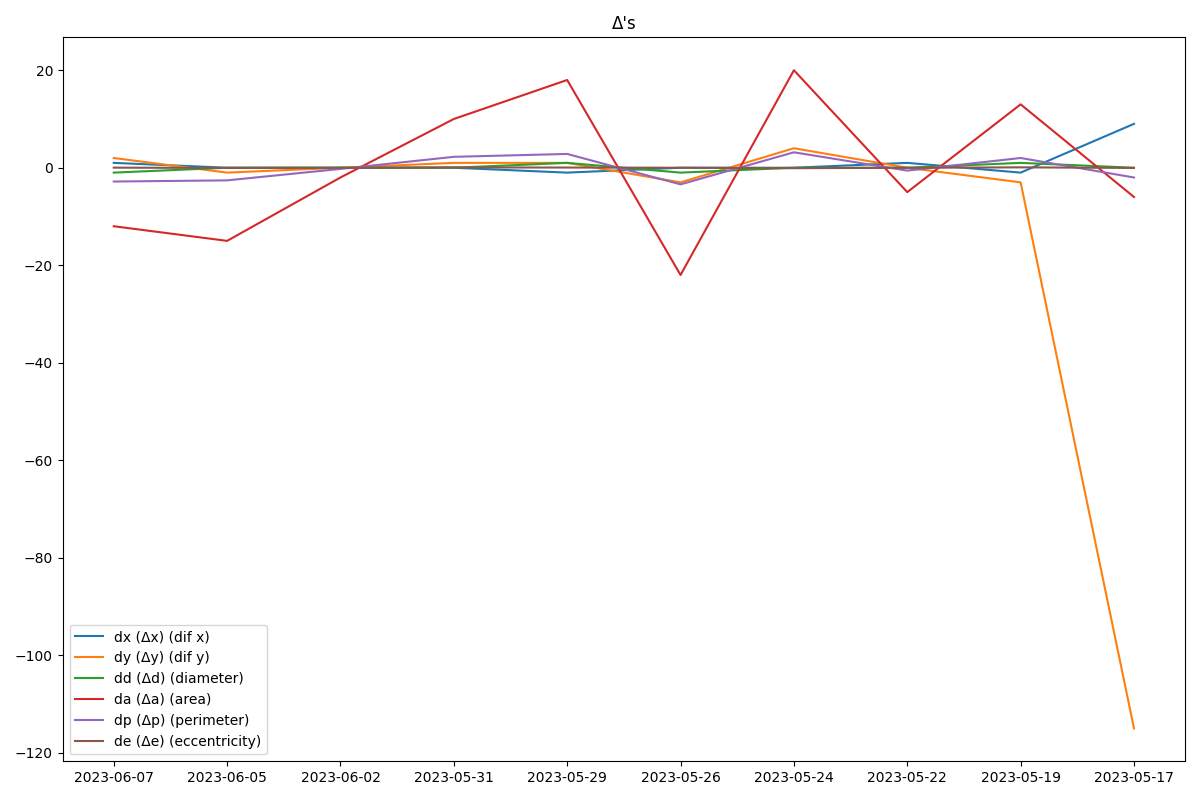 Δ's
20
0
−20
−40
−60
−80
−100
−120
dx (Δx) (dif x)
dy (Δy) (dif y)
dd (Δd) (diameter)
da (Δa) (area)
dp (Δp) (perimeter)
de (Δe) (eccentricity)
2023-06-07 2023-06-05 2023-06-02 2023-05-31 2023-05-29 2023-05-26 2023-05-24 2023-05-22 2023-05-19 2023-05-17